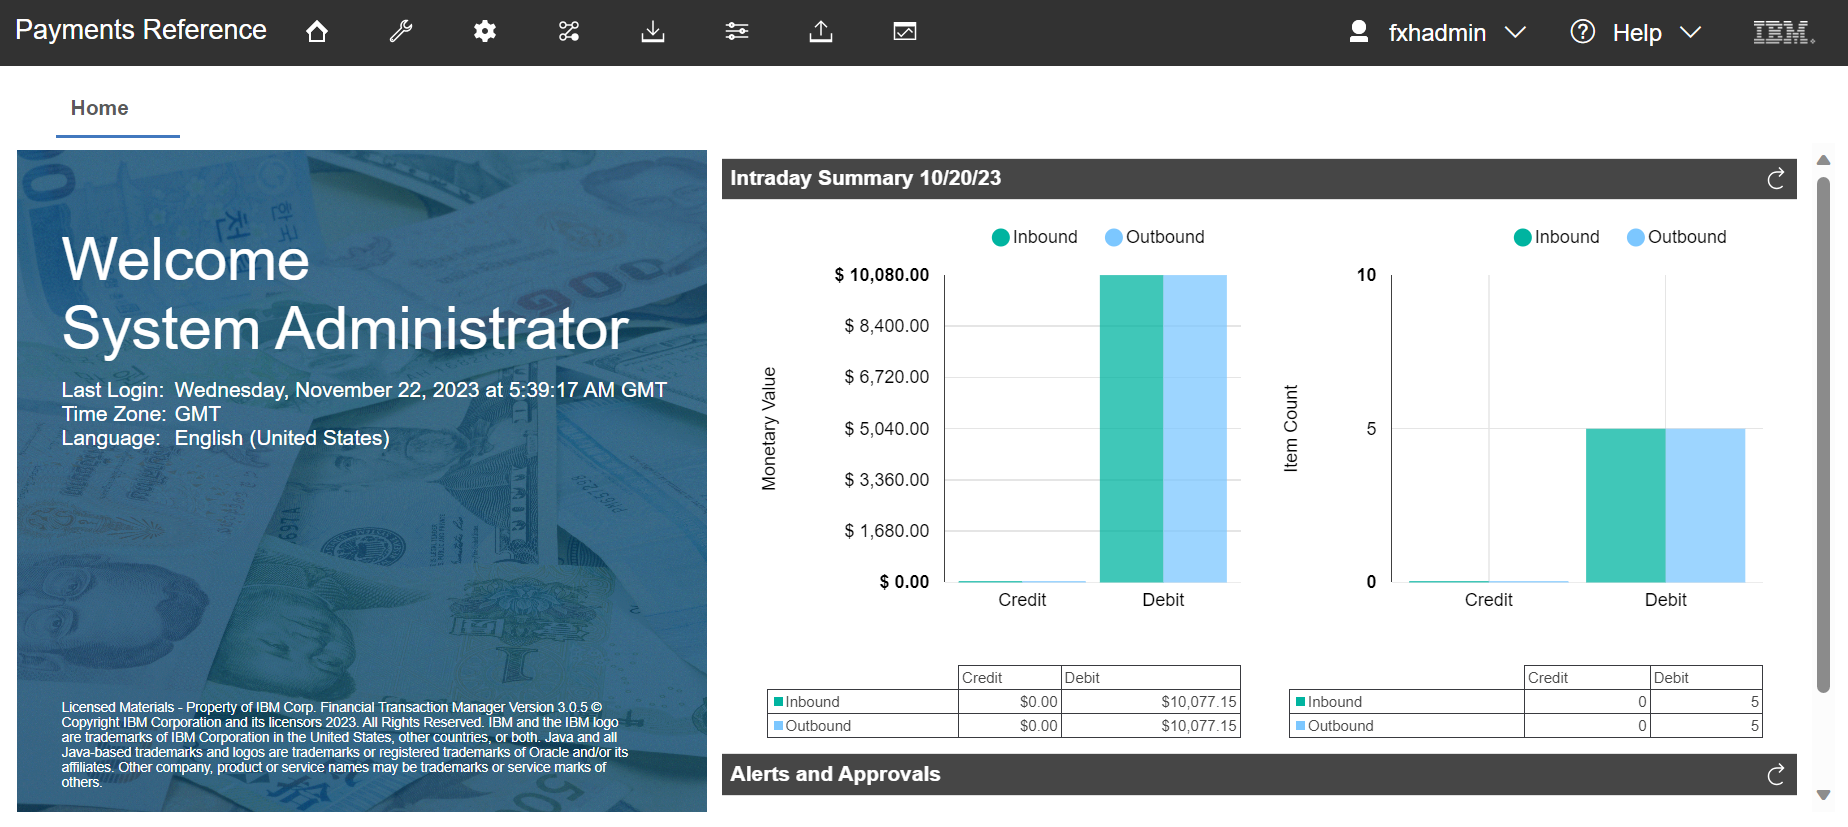 Payments Reference
fxhadmin
Help
IBM
Home
Welcome
System Administrator
Last Login: Wednesday, November 22, 2023 at 5:39:17 AM GMT
Time Zone: GMT
Language: English (United States)
Licensed Materials - Property of IBM Corp. Financial Transaction Manager Version 3.0.5 ©
Copyright IBM Corporation and its licensors 2023. All Rights Reserved. IBM and the IBM logo
are trademarks of IBM Corporation in the United States, other countries, or both. Java and all
Java-based trademarks and logos are trademarks or registered trademarks of Oracle and/or its
affiliates. Other company, product or service names may be trademarks or service marks of
others.
Intraday Summary 10/20/23
Inbound Outbound
Monetary Value
$ 10,080.00
$ 8,400.00
$ 6,720.00
$ 5,040.00
$ 3,360.00
$ 1,680.00
$ 0.00
Credit Debit
Credit Debit
Inbound $0.00 $10,077.15
Outbound $0.00 $10,077.15
Inbound Outbound
Item Count
10
5
0
Credit Debit
Credit Debit
Inbound 0 5
Outbound 0 5
Alerts and Approvals